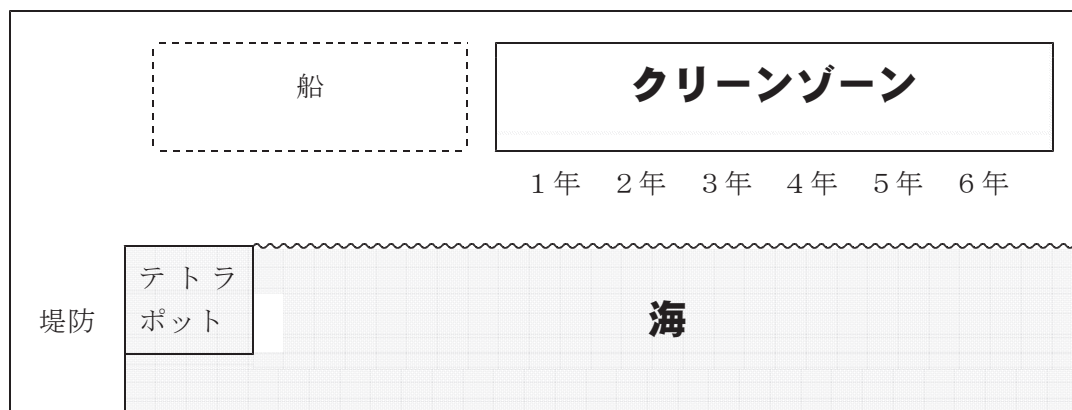 船
クリーンゾーン
１年　２年　３年　４年　５年　６年
テトラ
ポット
堤防
海